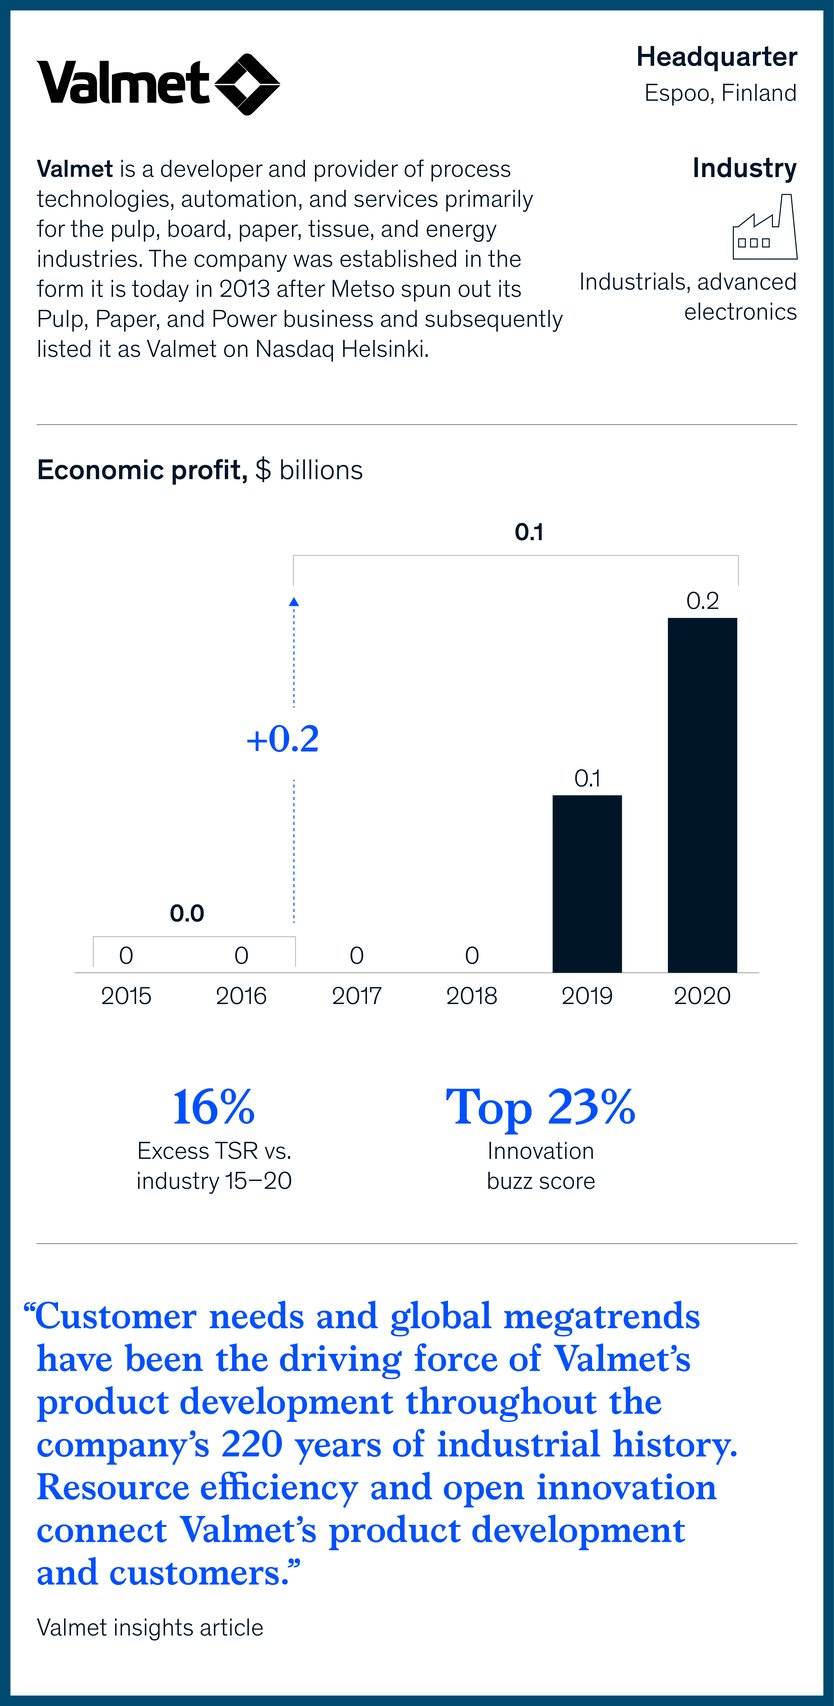 Valmet
Headquarter
Espoo, Finland
Valmet is a developer and provider of process
technologies, automation, and services primarily
for the pulp, board, paper, tissue, and energy
industries. The company was established in the
form it is today in 2013 after Metso spun out its
Pulp, Paper, and Power business and subsequently
listed it as Valmet on Nasdaq Helsinki.
Industry
Industrials, advanced
electronics
Economic profit, $ billions
0.1
0.2
+0.2
0.1
0.0
0 0 0 0
2015 2016 2017 2018 2019 2020
16%
Excess TSR vs.
industry 15–20
Top 23%
Innovation
buzz score
“Customer needs and global megatrends
have been the driving force of Valmet’s
product development throughout the
company’s 220 years of industrial history.
Resource efficiency and open innovation
connect Valmet’s product development
and customers.”
Valmet insights article